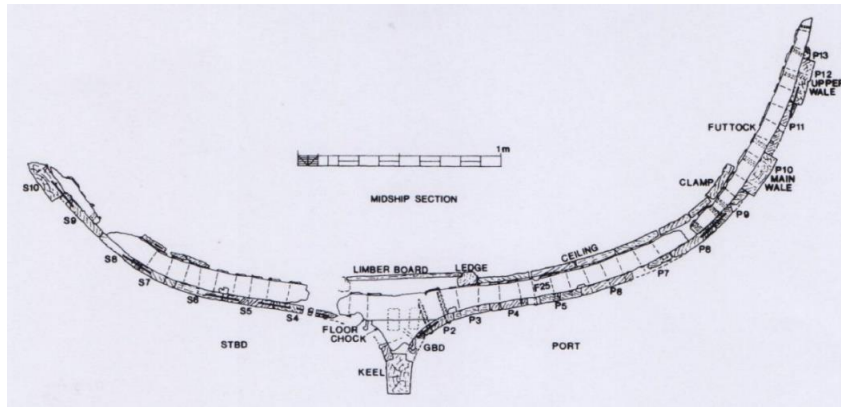 1m
MIDSHIP SECTION
P13
P12
UPPER
WALE
P11
FUTTOCK
P10
MAIN
WALE
CLAMP
P9
P8
P7
CEILING
P6
P5
F25
P4
P3
P2
LEDGE
LIMBER BOARD
GBD
FLOOR
CHOCK
KEEL
PORT
STBD
S4
S5
S6
S7
S8
S9
S10